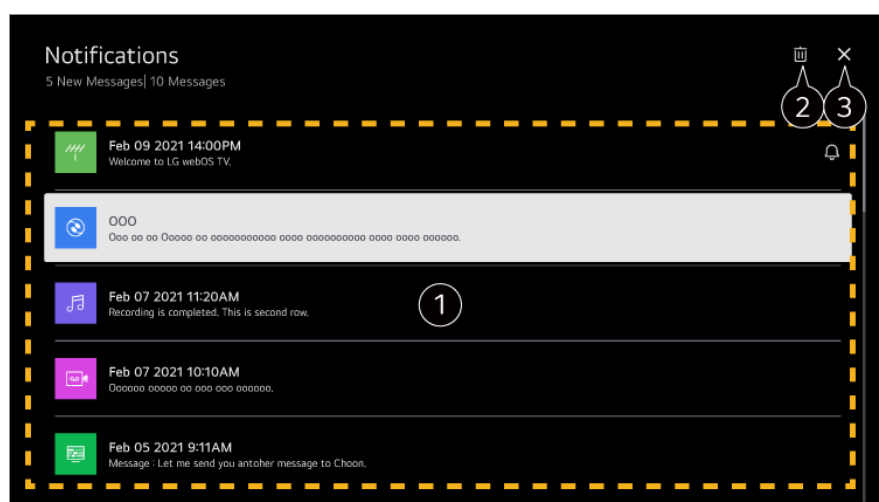 Notifications
5 New Messages| 10 Messages
2 3
Feb 09 2021 14:00PM
Welcome to LG webOS TV.
OOO
Ooo oo oo Ooooo oo ooooooooooo oooo oooooooooo oooo oooo oooooo.
Feb 07 2021 11:20AM
Recording is completed, This is second row.
1
Feb 07 2021 10:10AM
Oooooo ooooo oo ooo ooo oooooo.
Feb 05 2021 9:11AM
Message : Let me send you antoher message to Choon.